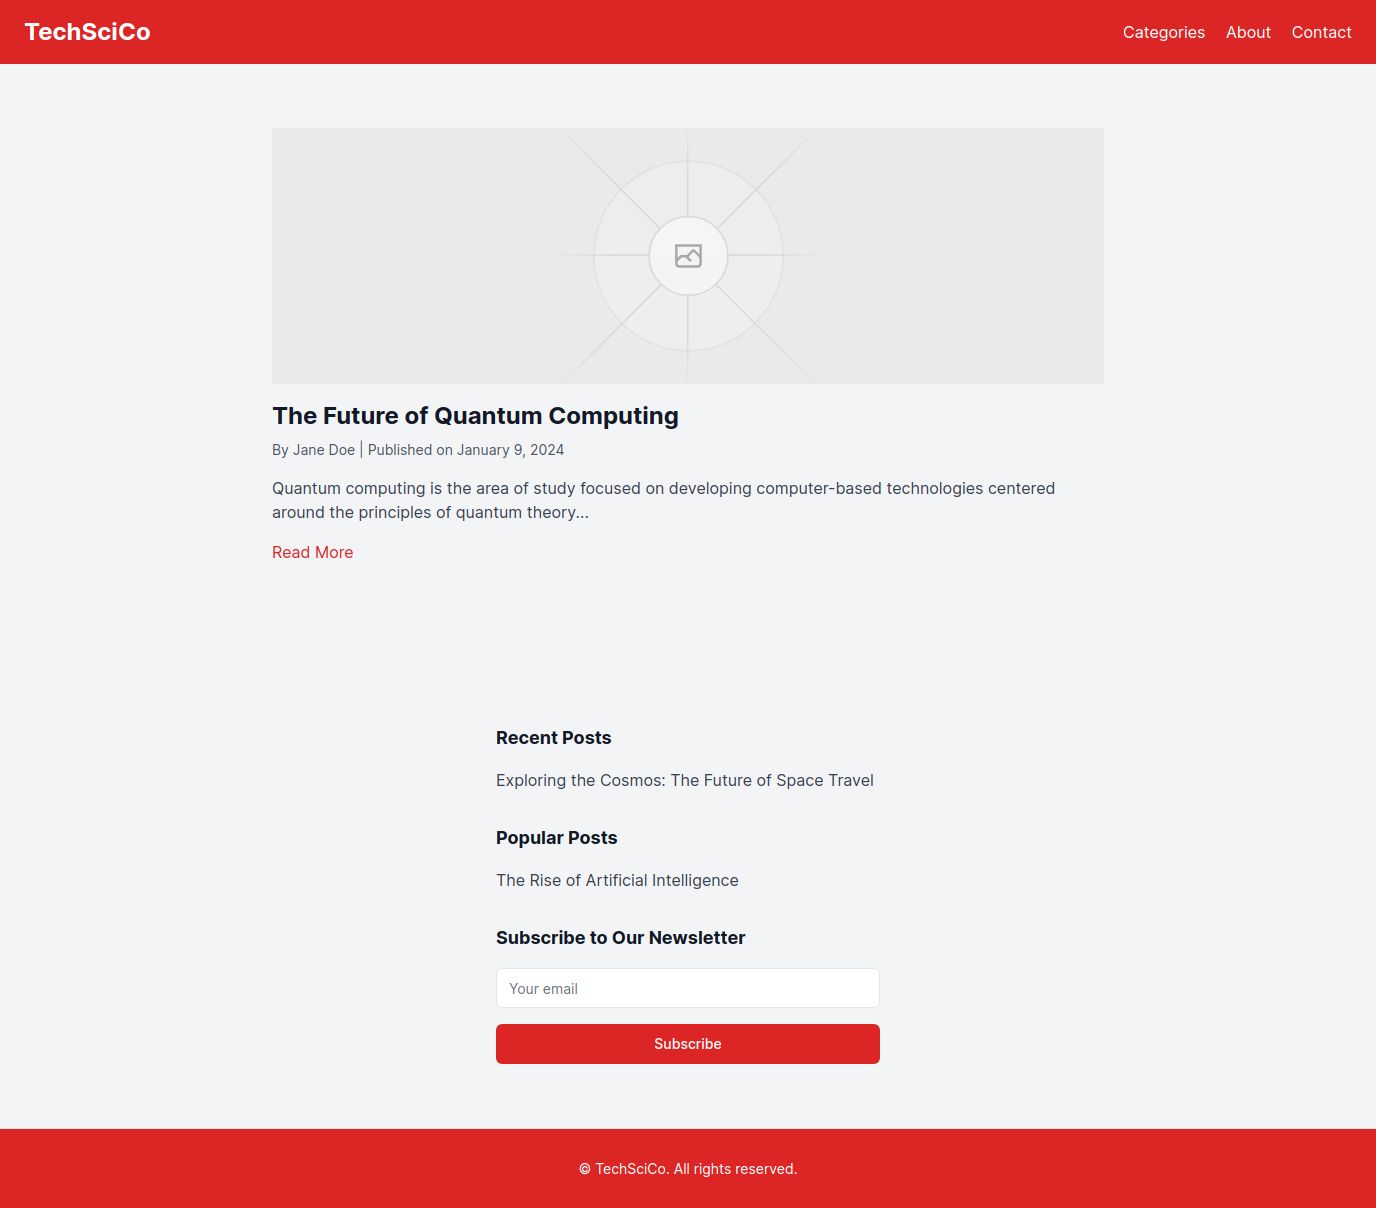 TechSciCo
Categories About Contact
The Future of Quantum Computing
By Jane Doe | Published on January 9, 2024
Quantum computing is the area of study focused on developing computer-based technologies centered
around the principles of quantum theory...
Read More
Recent Posts
Exploring the Cosmos: The Future of Space Travel
Popular Posts
The Rise of Artificial Intelligence
Subscribe to Our Newsletter
Your email
Subscribe
© TechSciCo. All rights reserved.